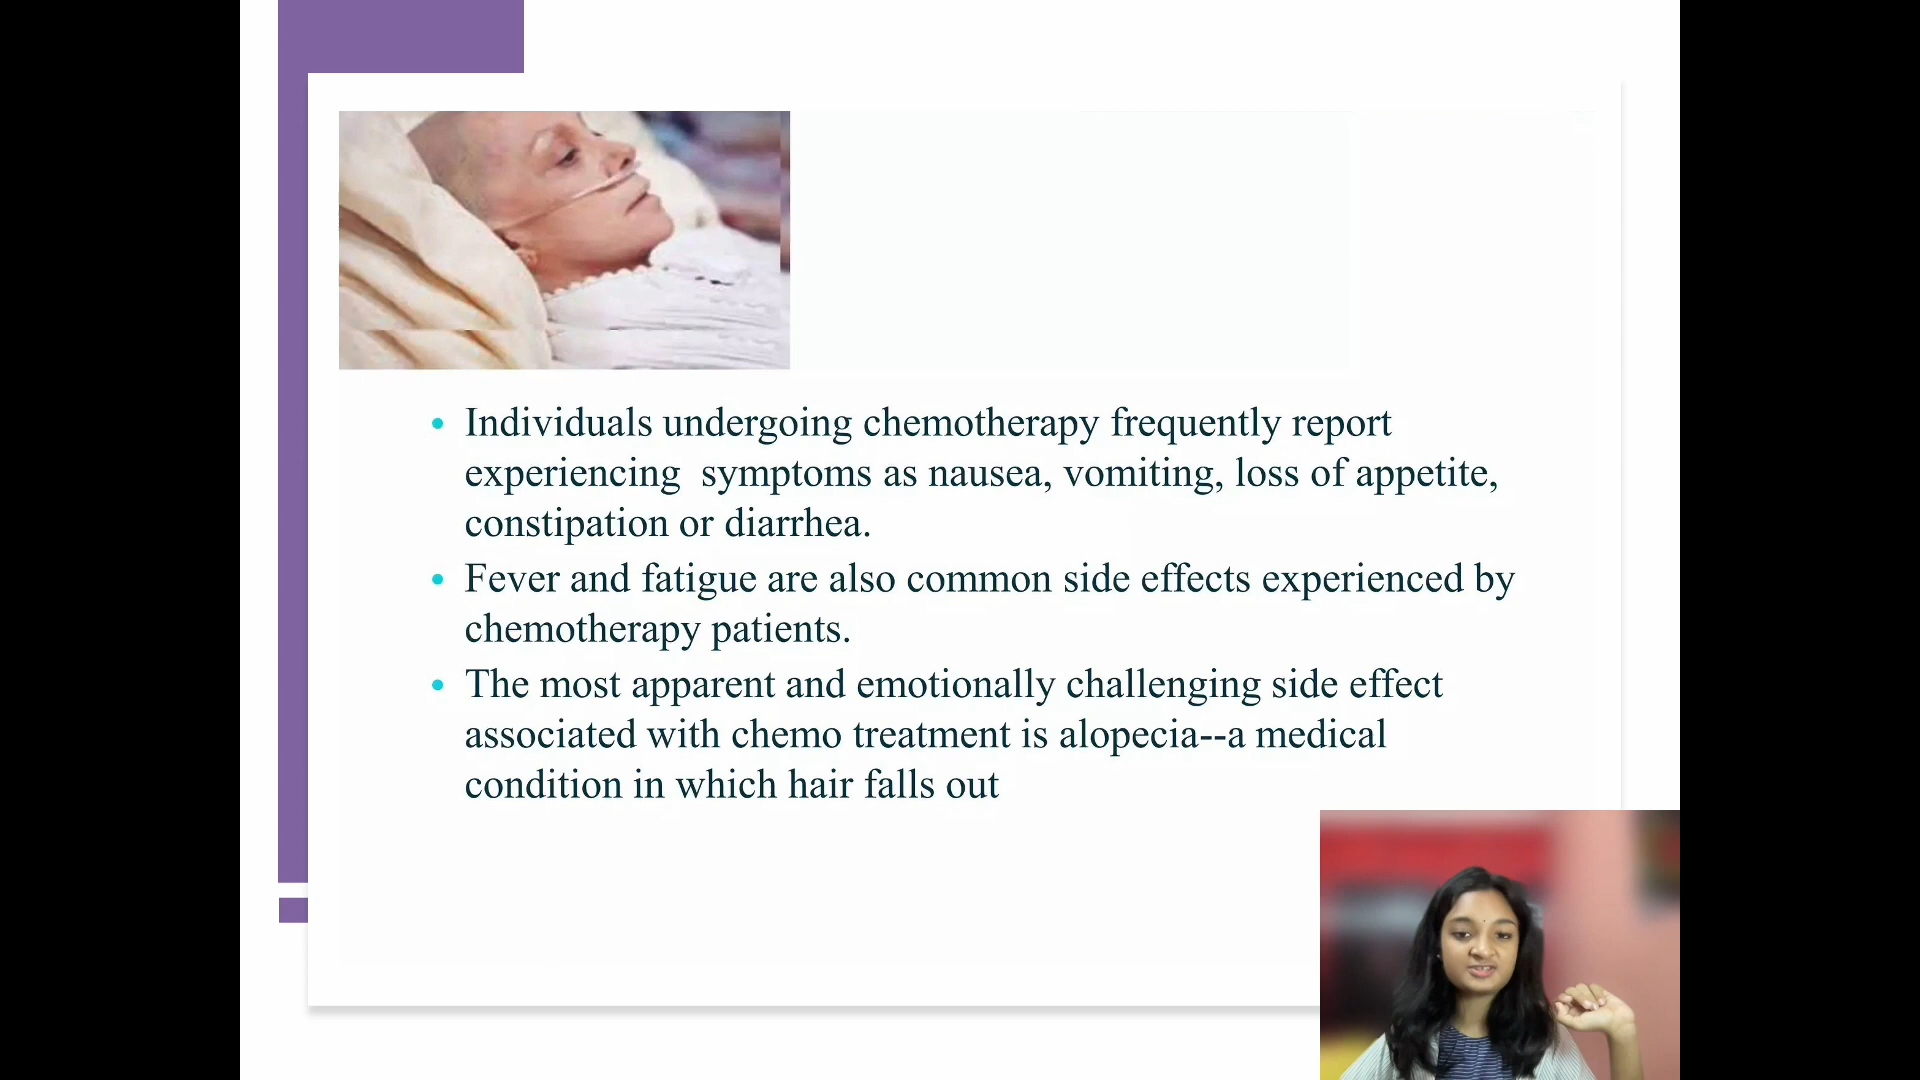 Individuals undergoing chemotherapy frequently report
experiencing  symptoms as nausea, vomiting, loss of appetite,
constipation or diarrhea.
Fever and fatigue are also common side effects experienced by
chemotherapy patients.
The most apparent and emotionally challenging side effect
associated with chemo treatment is alopecia--a medical
condition in which hair falls out